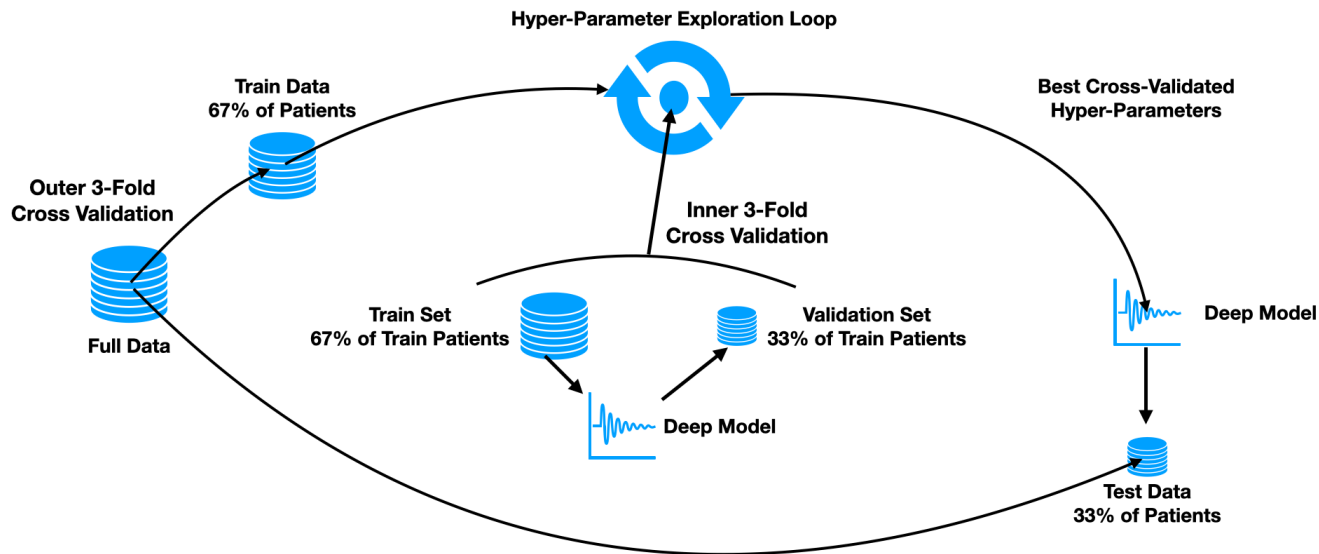 Hyper-Parameter Exploration Loop
Train Data
67% of Patients
Best Cross-Validated
Hyper-Parameters
Outer 3-Fold
Cross Validation
Inner 3-Fold
Cross Validation
Full Data
Train Set
67% of Train Patients
Validation Set
33% of Train Patients
Deep Model
Deep Model
Test Data
33% of Patients